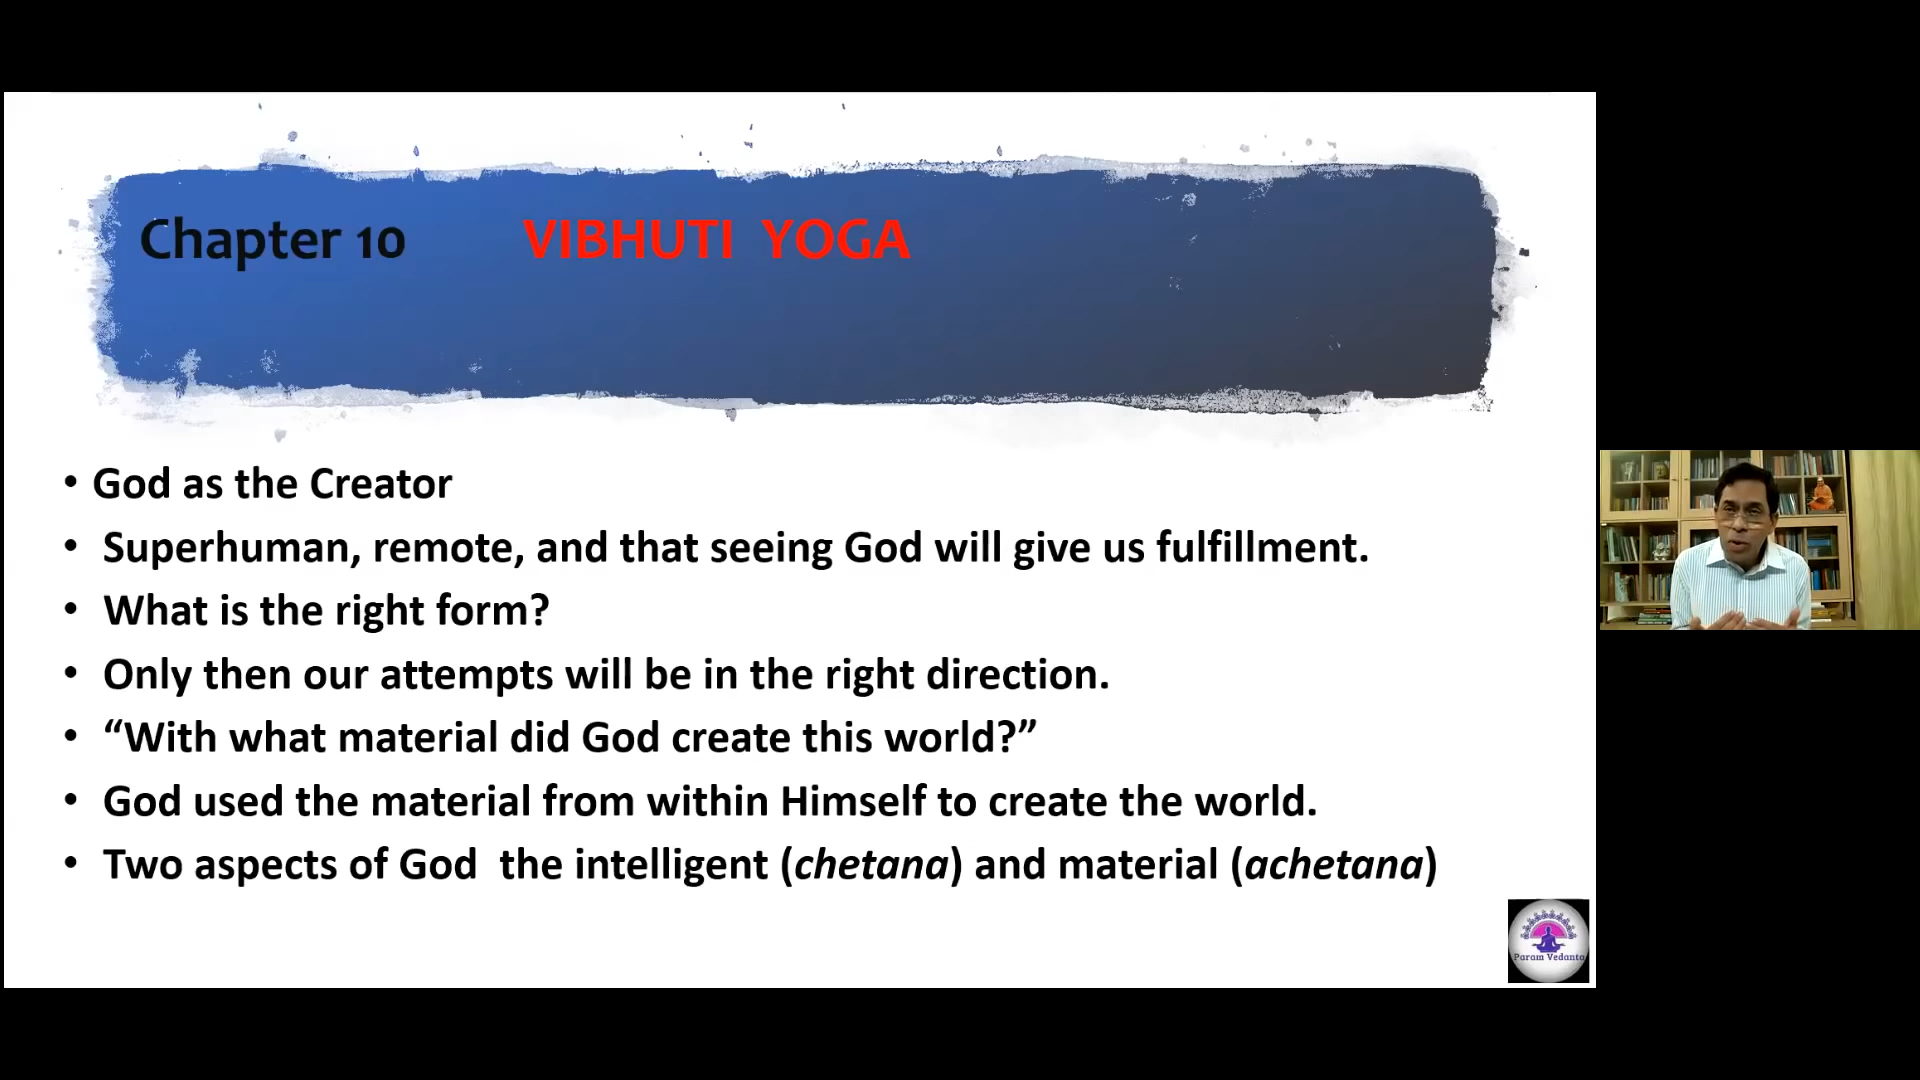 Chapter 10 VIBHUTI YOGA
• God as the Creator
• Superhuman, remote, and that seeing God will give us fulfillment.
• What is the right form?
• Only then our attempts will be in the right direction.
• “With what material did God create this world?”
• God used the material from within Himself to create the world.
• Two aspects of God the intelligent (chetana) and material (achetana)
Param Vedanta